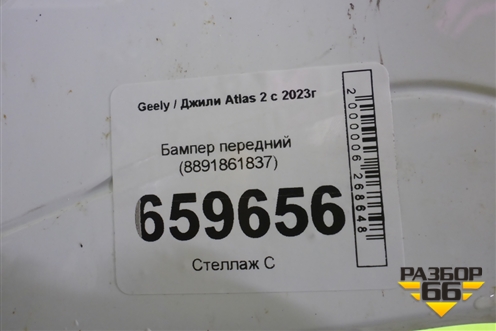 Geely / Джили Atlas 2 с 2023г
Бампер передний
(8891861837)
659656
Стеллаж С
2000006268648
РАЗБОР
66